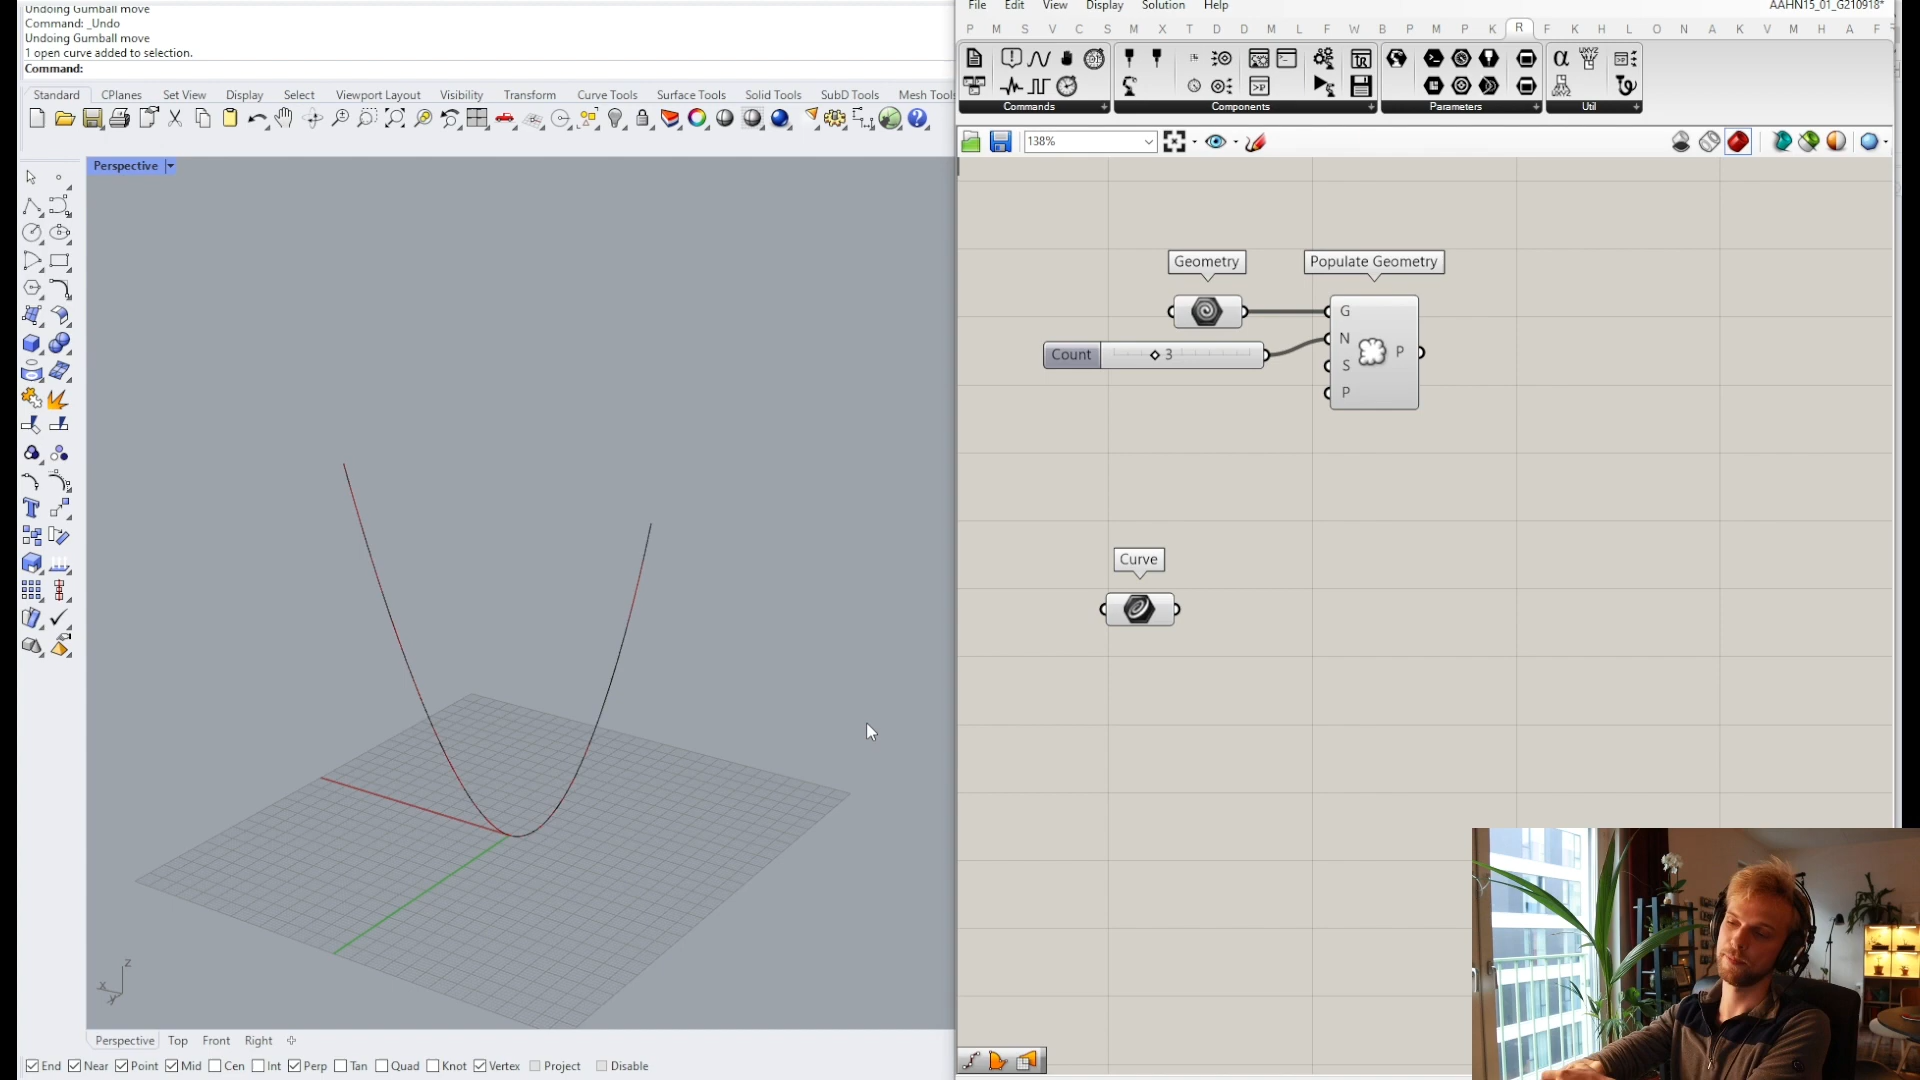 Undoing Gumball move
Command: _Undo
Undoing Gumball move
1 open curve added to selection.
Command:
Standard CPlanes Set View Display Select Viewport Layout Visibility Transform Curve Tools Surface Tools Solid Tools SubD Tools Mesh Tools
Perspective
z
x
y
Perspective Top Front Right
End Near Point Mid Cen Int Perp Tan Quad Knot Vertex Project Disable
File Edit View Display Solution Help
AAHN15_01_G210918*
P M S V C S M X T D D M L F W B P M P K R F K H L O N A K V M H A F
Commands Components Parameters Util
138%
Geometry
Populate Geometry
G
N
S
P
P
Count 3
Curve